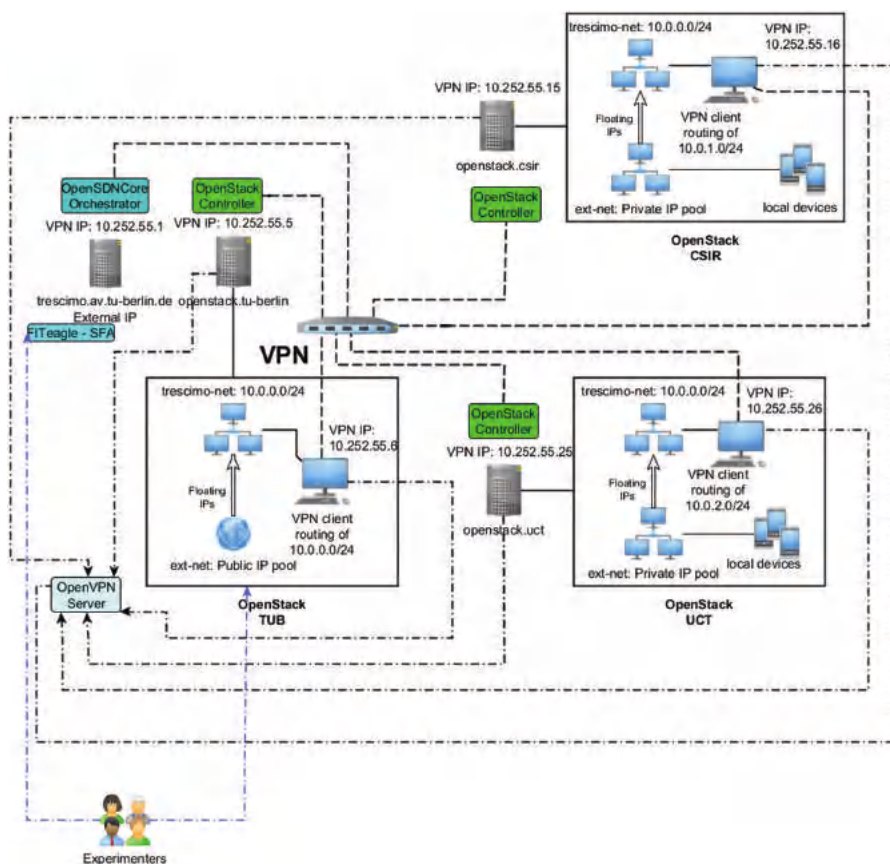 trescimo-net: 10.0.0.0/24
VPN IP:
10.252.55.16
VPN IP: 10.252.55.15
Floating
IPs
VPN client
routing of
10.0.1.0/24
openstack.csir
OpenStack
Controller
ext-net: Private IP pool
local devices
OpenStack
CSIR
OpenSDNCore
Orchestrator
OpenStack
Controller
VPN IP: 10.252.55.1
VPN IP: 10.252.55.5
trescimo.av.tu-berlin.de
openstack.tu-berlin
External IP
FITeagle - SFA
VPN
trescimo-net: 10.0.0.0/24
VPN IP:
10.252.55.6
Floating
IPs
VPN client
routing of
10.0.0.0/24
ext-net: Public IP pool
OpenStack
TUB
OpenStack
Controller
VPN IP: 10.252.55.25
openstack.uct
trescimo-net: 10.0.0.0/24
VPN IP:
10.252.55.26
Floating
IPs
VPN client
routing of
10.0.2.0/24
ext-net: Private IP pool
local devices
OpenStack
UCT
OpenVPN
Server
Experimenters